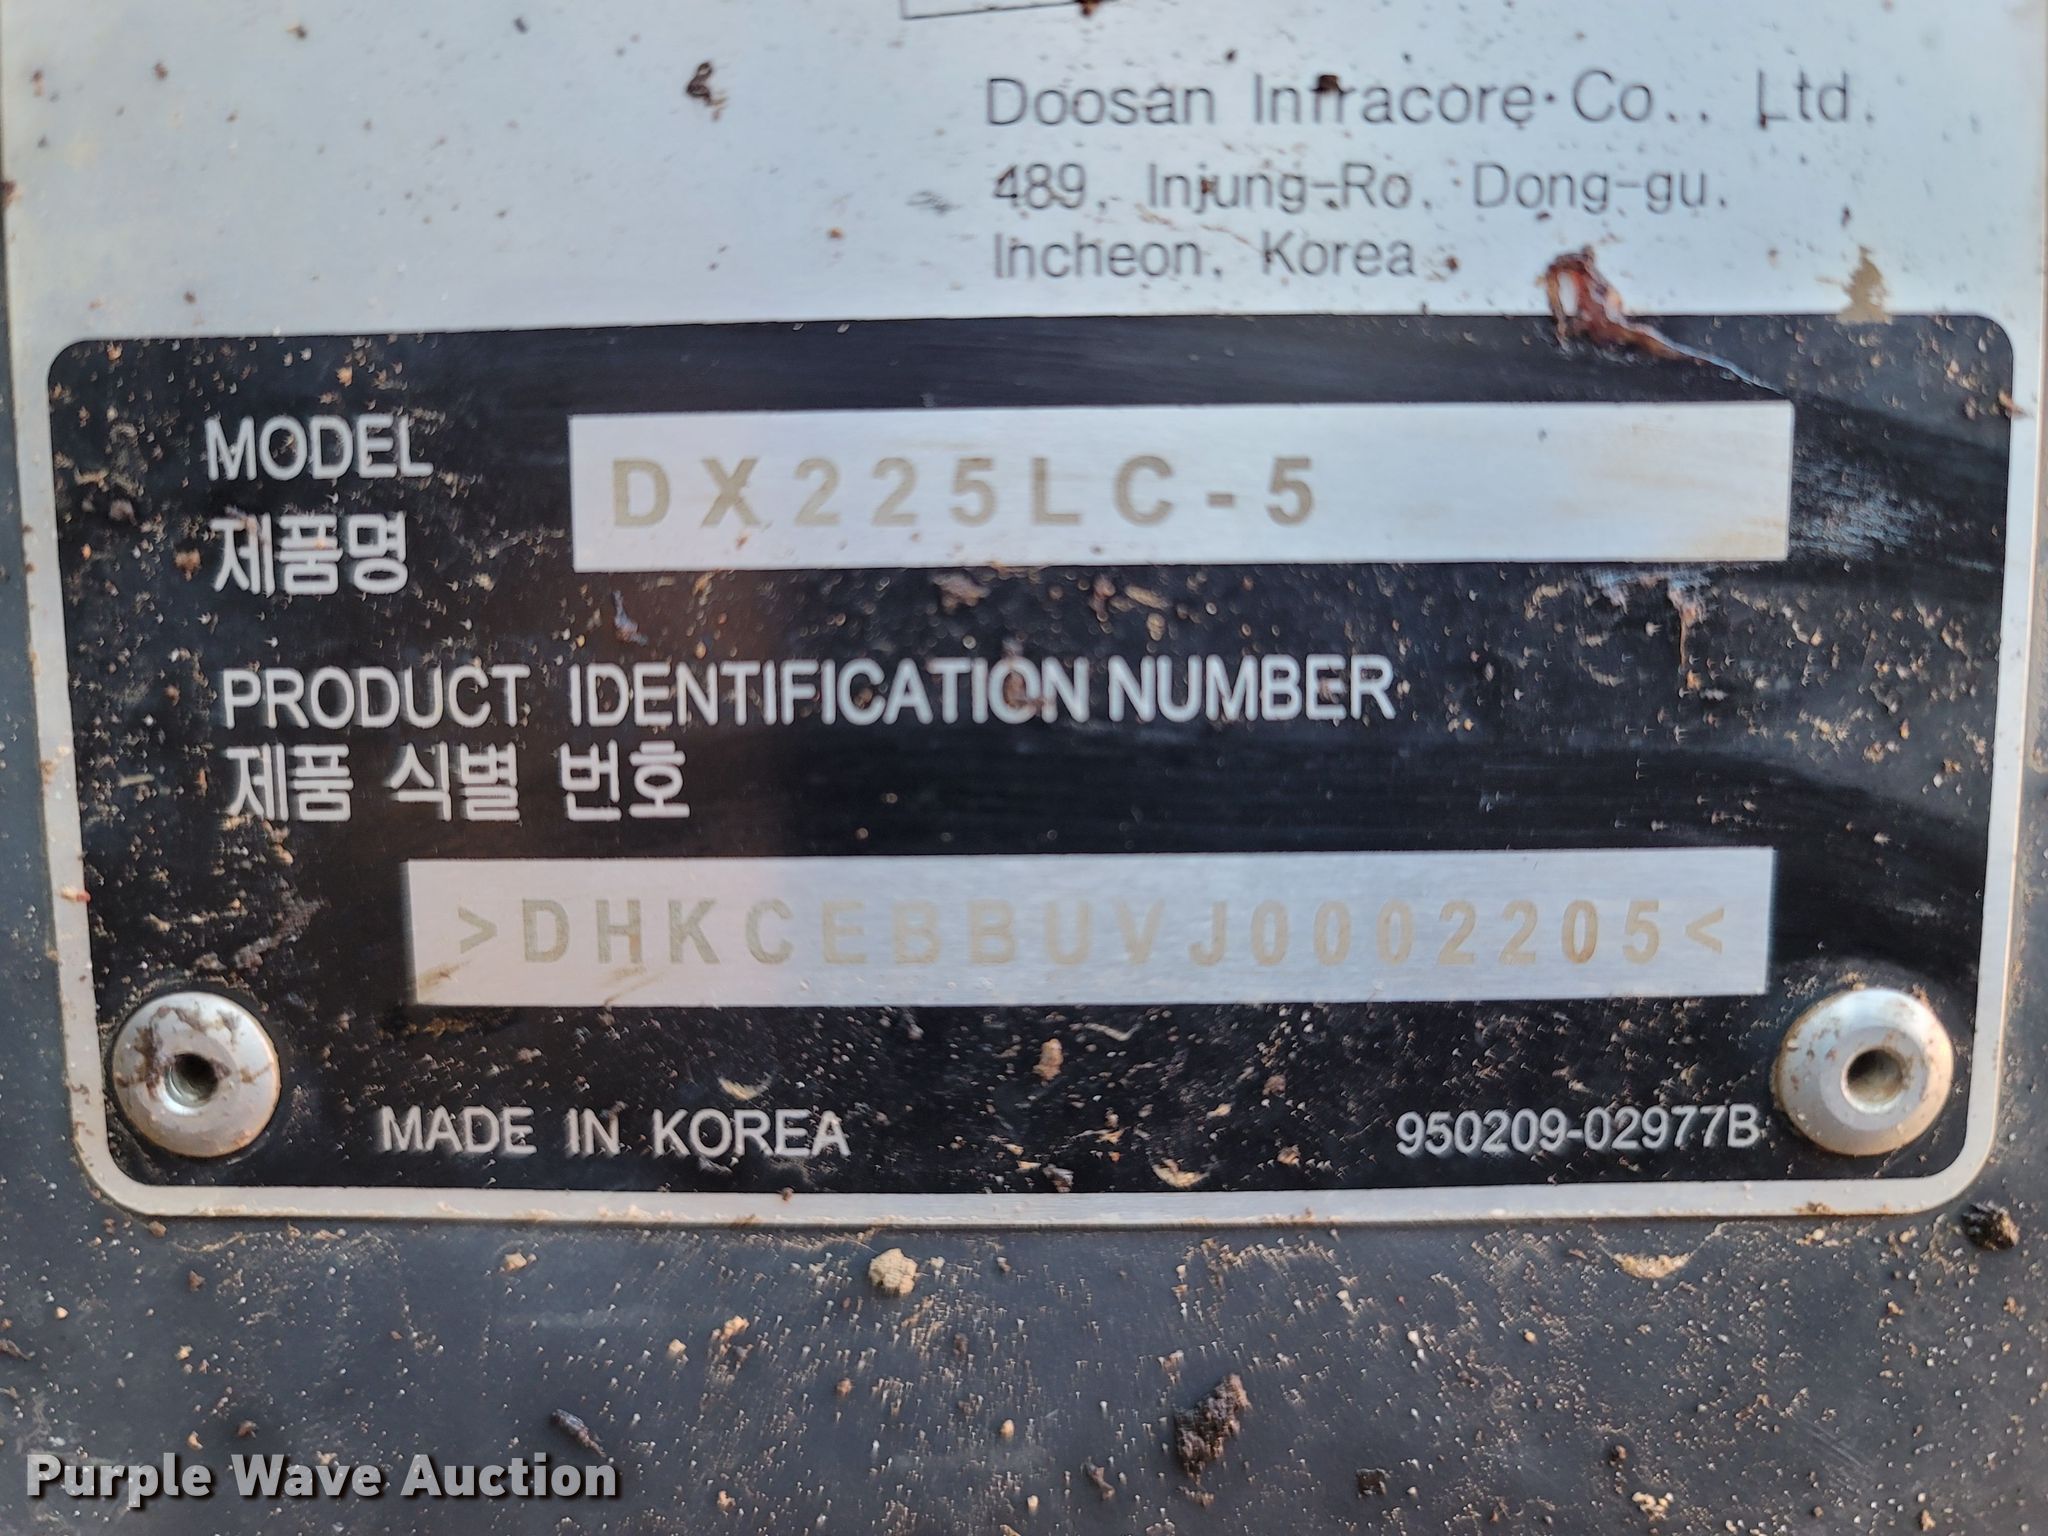 Doosan Infracore Co., Ltd.
489, Injung-Ro, Dong-gu,
Incheon, Korea
MODEL
제품명
DX225LC-5
PRODUCT IDENTIFICATION NUMBER
제품 식별 번호
>DHKCEBBUVJ0002205<
MADE IN KOREA
950209-02977B
Purple Wave Auction